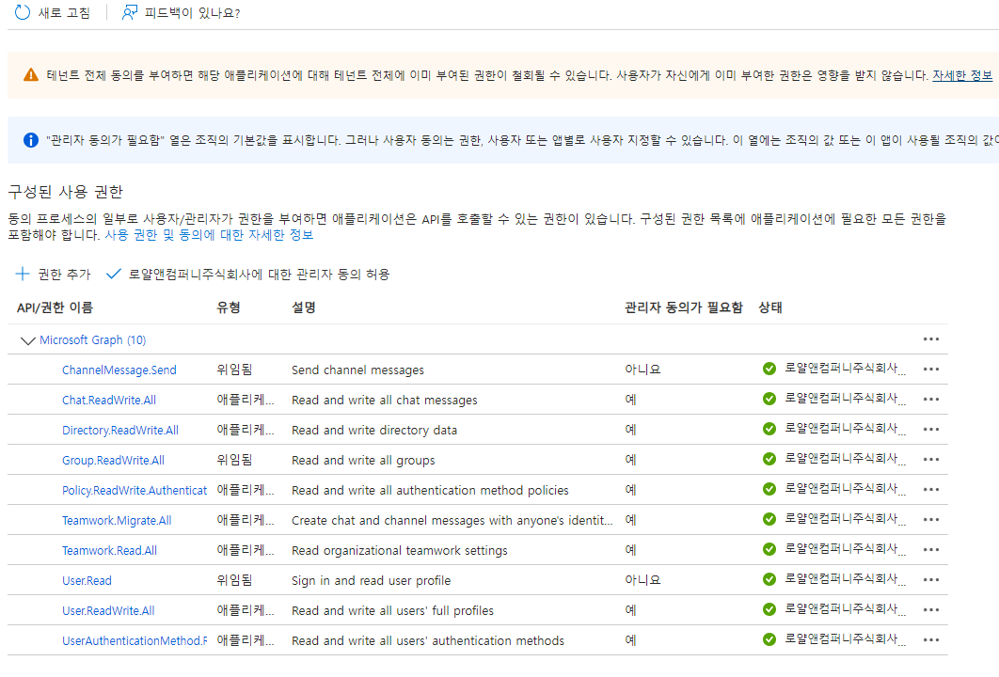 새로 고침 피드백이 있나요?
테넌트 전체 동의를 부여하면 해당 애플리케이션에 대해 테넌트 전체에 이미 부여된 권한이 철회될 수 있습니다. 사용자가 자신에게 이미 부여한 권한은 영향을 받지 않습니다. 자세한 정보
"관리자 동의가 필요함" 열은 조직의 기본값을 표시합니다. 그러나 사용자 동의는 권한, 사용자 또는 앱별로 사용자 지정할 수 있습니다. 이 열에는 조직의 값 또는 이 앱이 사용될 조직의 값이
구성된 사용 권한
동의 프로세스의 일부로 사용자/관리자가 권한을 부여하면 애플리케이션은 API를 호출할 수 있는 권한이 있습니다. 구성된 권한 목록에 애플리케이션에 필요한 모든 권한을
포함해야 합니다. 사용 권한 및 동의에 대한 자세한 정보
권한 추가 로얄앤컴퍼니주식회사에 대한 관리자 동의 허용
API/권한 이름 유형 설명 관리자 동의가 필요함 상태
Microsoft Graph (10)
ChannelMessage.Send 위임됨 Send channel messages 아니요 로얄앤컴퍼니주식회사...
Chat.ReadWrite.All 애플리케... Read and write all chat messages 예 로얄앤컴퍼니주식회사...
Directory.ReadWrite.All 애플리케... Read and write directory data 예 로얄앤컴퍼니주식회사...
Group.ReadWrite.All 위임됨 Read and write all groups 예 로얄앤컴퍼니주식회사...
Policy.ReadWrite.Authenticat 애플리케... Read and write all authentication method policies 예 로얄앤컴퍼니주식회사...
Teamwork.Migrate.All 애플리케... Create chat and channel messages with anyone's identit... 예 로얄앤컴퍼니주식회사...
Teamwork.Read.All 애플리케... Read organizational teamwork settings 예 로얄앤컴퍼니주식회사...
User.Read 위임됨 Sign in and read user profile 아니요 로얄앤컴퍼니주식회사...
User.ReadWrite.All 애플리케... Read and write all users' full profiles 예 로얄앤컴퍼니주식회사...
UserAuthenticationMethod.F 애플리케... Read and write all users' authentication methods 예 로얄앤컴퍼니주식회사...